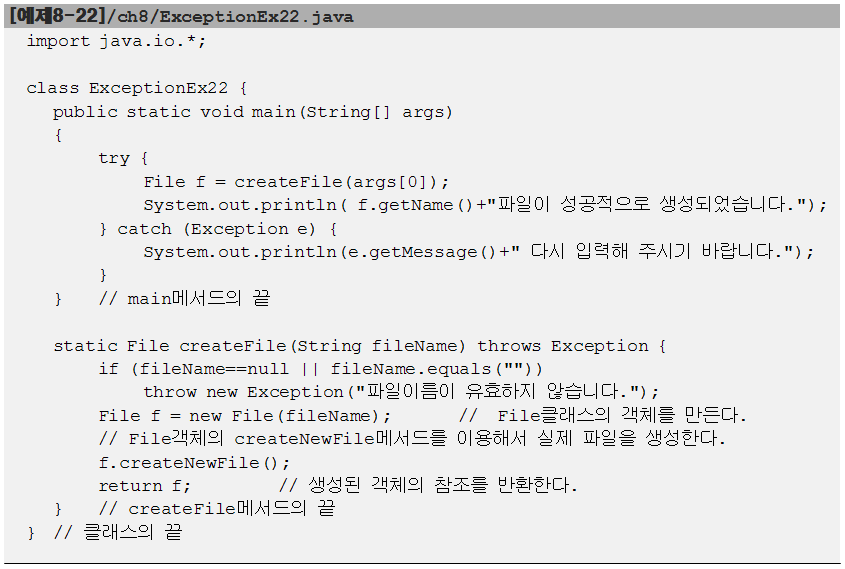 [예제8-22]/ch8/ExceptionEx22.java
import java.io.*;
class ExceptionEx22 {
public static void main(String[] args)
{
try {
File f = createFile(args[0]);
System.out.println( f.getName()+"파일이 성공적으로 생성되었습니다.");
} catch (Exception e) {
System.out.println(e.getMessage()+" 다시 입력해 주시기 바랍니다.");
}
} // main메서드의 끝
static File createFile(String fileName) throws Exception {
if (fileName==null || fileName.equals(""))
throw new Exception("파일이름이 유효하지 않습니다.");
File f = new File(fileName); // File클래스의 객체를 만든다.
// File객체의 createNewFile메서드를 이용해서 실제 파일을 생성한다.
f.createNewFile();
return f; // 생성된 객체의 참조를 반환한다.
} // createFile메서드의 끝
} // 클래스의 끝